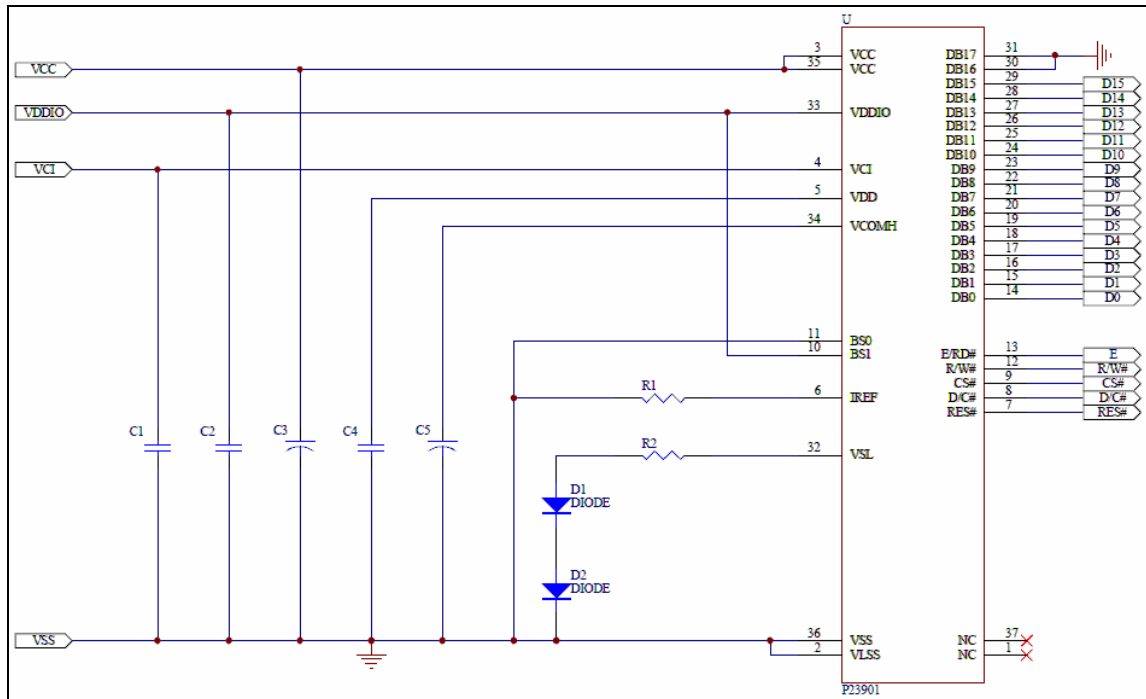 U
VCC 3 VCC DB17 31
35 VCC DB16 30
DB15 29 D15
DB14 28 D14
VDDIO 33 VDDIO DB13 27 D13
DB12 26 D12
DB11 25 D11
DB10 24 D10
VCI 4 VCI DB9 23 D9
DB8 22 D8
5 VDD DB7 21 D7
DB6 20 D6
34 VCOMH DB5 19 D5
DB4 18 D4
DB3 17 D3
DB2 16 D2
DB1 15 D1
DB0 14 D0
11 BS0
10 BS1 E/RD# 13 E
R/W# 12 R/W#
CS# 9 CS#
R1 6 IREF D/C# 8 D/C#
RES# 7 RES#
C1 C2 C3 C4 C5
R2 32 VSL
D1
DIODE
D2
DIODE
VSS 36 VSS NC 37
2 VLSS NC 1
P23901